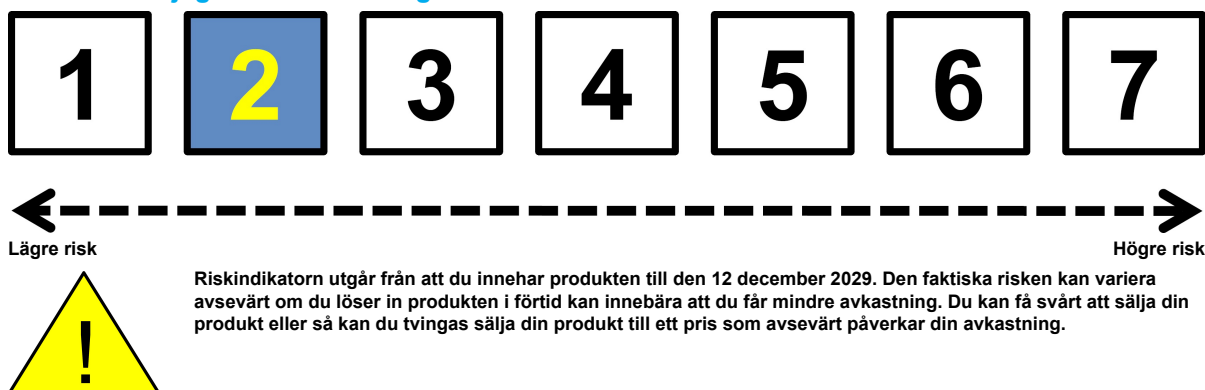 1 2 3 4 5 6 7
Lägre risk Högre risk
Riskindikatorn utgår från att du innehar produkten till den 12 december 2029. Den faktiska risken kan variera
avsevärt om du löser in produkten i förtid kan innebära att du får mindre avkastning. Du kan få svårt att sälja din
produkt eller så kan du tvingas sälja din produkt till ett pris som avsevärt påverkar din avkastning.
!